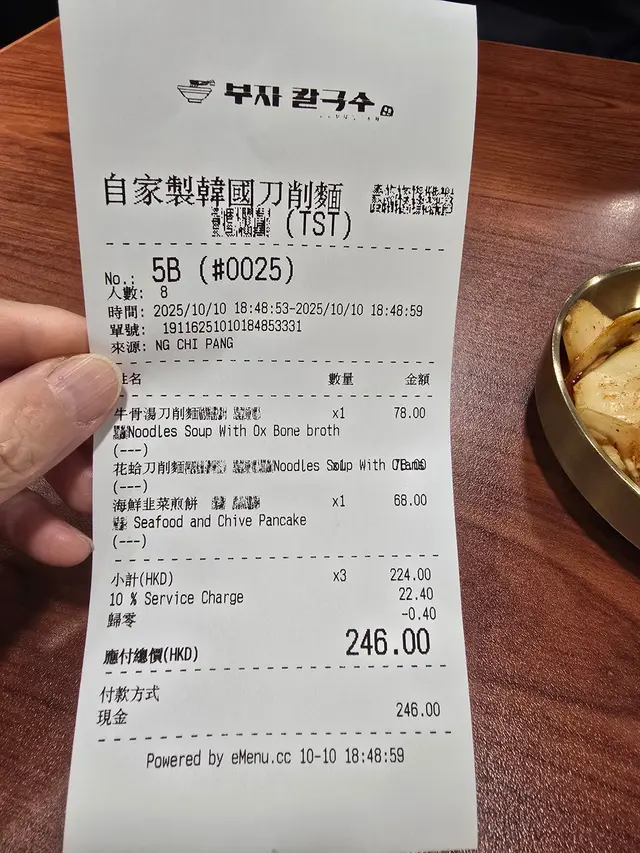 부자 칼국수
自家製韓國刀削麵
(TST)
No.: 5B (#0025)
人數: 8
時間: 2025/10/10 18:48:53-2025/10/10 18:48:59
單號: 19116251010184853331
來源: NG CHI PANG
名 數量 金額
牛骨湯刀削麵 x1 78.00
Noodles Soup With Ox Bone broth
(---)
花蛤刀削麵 Noodles Soup With
(---)
海鮮韭菜煎餅 x1 68.00
Seafood and Chive Pancake
(---)
小計(HKD) x3 224.00
10 % Service Charge 22.40
歸零 -0.40
應付總價(HKD) 246.00
付款方式
現金 246.00
Powered by eMenu.cc 10-10 18:48:59